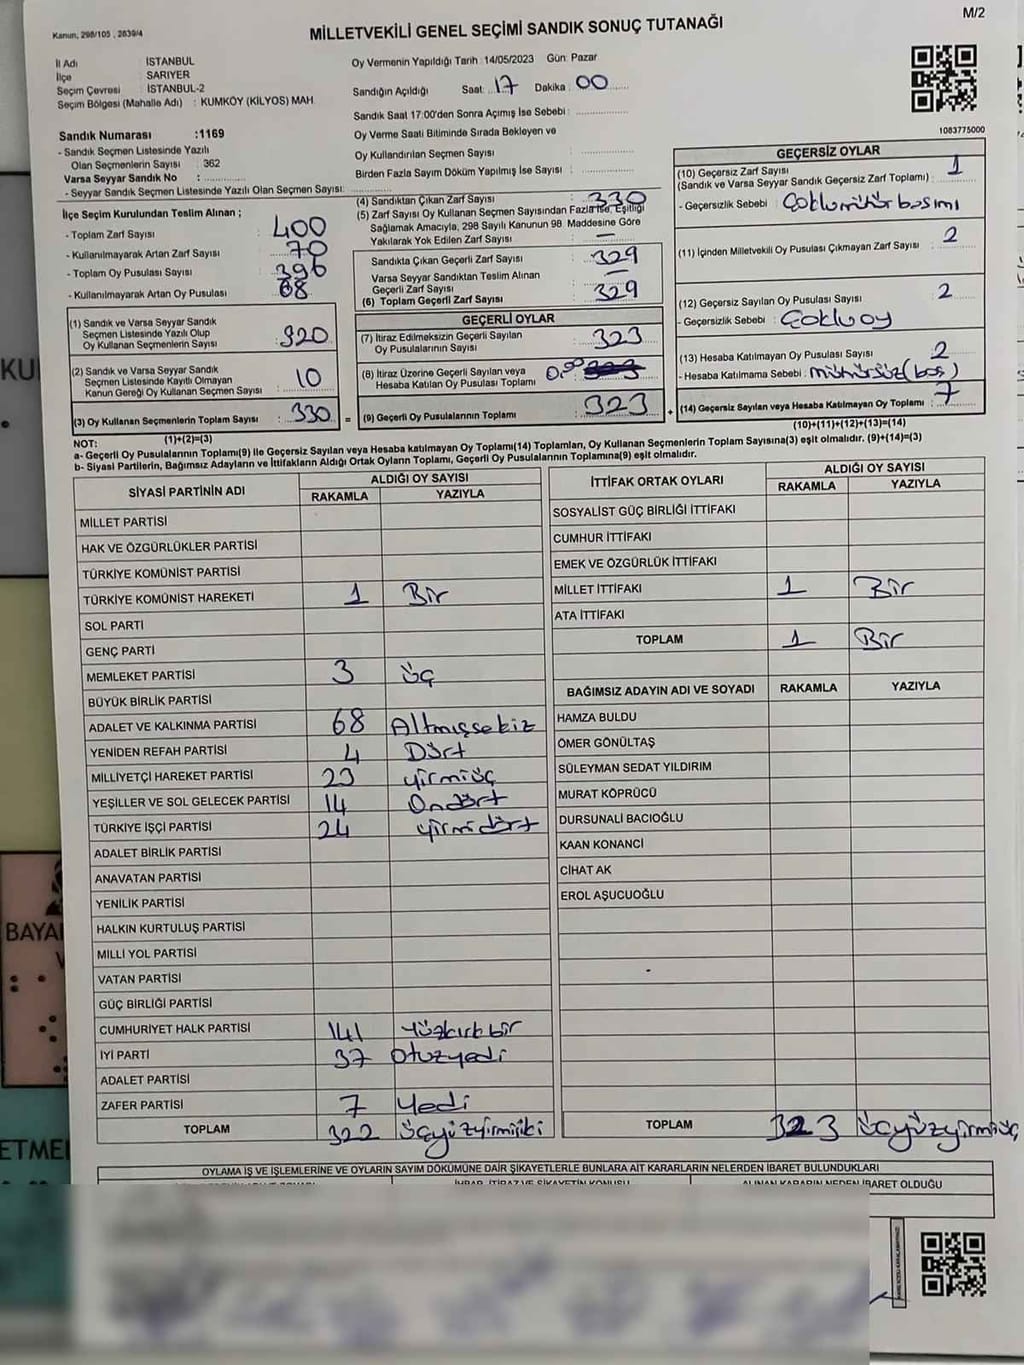 M/2
Kanun, 298/105 , 2839/4
MİLLETVEKİLİ GENEL SEÇİMİ SANDIK SONUÇ TUTANAĞI
İl Adı İSTANBUL
İlçe SARIYER
Seçim Çevresi : İSTANBUL-2
Seçim Bölgesi (Mahalle Adı) : KUMKÖY (KİLYOS) MAH
Sandık Numarası :1169
- Sandık Seçmen Listesinde Yazılı
Olan Seçmenlerin Sayısı : 362
Varsa Seyyar Sandık No :
- Seyyar Sandık Seçmen Listesinde Yazılı Olan Seçmen Sayısı:
Oy Vermenin Yapıldığı Tarih : 14/05/2023 Gün: Pazar
Sandığın Açıldığı Saat: 17 Dakika : 00
Sandık Saat 17:00'den Sonra Açımış İse Sebebi :
Oy Verme Saati Bitiminde Sırada Bekleyen ve
Oy Kullandırılan Seçmen Sayısı :
Birden Fazla Sayım Döküm Yapılmış İse Sayısı :
1083775000
İlçe Seçim Kurulundan Teslim Alınan ;
- Toplam Zarf Sayısı : 400
- Kullanılmayarak Artan Zarf Sayısı : 70
- Toplam Oy Pusulası Sayısı : 396
- Kullanılmayarak Artan Oy Pusulası : 68
(4) Sandıktan Çıkan Zarf Sayısı : 330
(5) Zarf Sayısı Oy Kullanan Seçmen Sayısından Fazla ise, Eşitliği
Sağlamak Amacıyla, 298 Sayılı Kanunun 98 Maddesine Göre
Yakılarak Yok Edilen Zarf Sayısı : —
Sandıkta Çıkan Geçerli Zarf Sayısı : 329
Varsa Seyyar Sandıktan Teslim Alınan
Geçerli Zarf Sayısı : —
(6) Toplam Geçerli Zarf Sayısı : 329
GEÇERSİZ OYLAR
(10) Geçersiz Zarf Sayısı
(Sandık ve Varsa Seyyar Sandık Geçersiz Zarf Toplamı) : 1
- Geçersizlik Sebebi : Çoklu mühür basımı
(11) İçinden Milletvekili Oy Pusulası Çıkmayan Zarf Sayısı : 2
(12) Geçersiz Sayılan Oy Pusulası Sayısı : 2
- Geçersizlik Sebebi : Çoklu oy
(13) Hesaba Katılmayan Oy Pusulası Sayısı : 2
- Hesaba Katılmama Sebebi : mühürsüz (boş)
(14) Geçersiz Sayılan veya Hesaba Katılmayan Oy Toplamı : 7
(10)+(11)+(12)+(13)=(14)
(1) Sandık ve Varsa Seyyar Sandık
Seçmen Listesinde Yazılı Olup
Oy Kullanan Seçmenlerin Sayısı : 320
(2) Sandık ve Varsa Seyyar Sandık
Seçmen Listesinde Kayıtlı Olmayan
Kanun Gereği Oy Kullanan Seçmen Sayısı : 10
(3) Oy Kullanan Seçmenlerin Toplam Sayısı : 330 =
(1)+(2)=(3)
GEÇERLİ OYLAR
(7) İtiraz Edilmeksizin Geçerli Sayılan
Oy Pusulalarının Sayısı : 323
(8) İtiraz Üzerine Geçerli Sayılan veya
Hesaba Katılan Oy Pusulası Toplamı :
(9) Geçerli Oy Pusulalarının Toplamı : 323 +
NOT:
a- Geçerli Oy Pusulalarının Toplamı(9) ile Geçersiz Sayılan veya Hesaba katılmayan Oy Toplamı(14) Toplamları, Oy Kullanan Seçmenlerin Toplam Sayısına(3) eşit olmalıdır. (9)+(14)=(3)
b- Siyasi Partilerin, Bağımsız Adayların ve İttifakların Aldığı Ortak Oyların Toplamı, Geçerli Oy Pusulalarının Toplamına(9) eşit olmalıdır.
SİYASİ PARTİNİN ADI ALDIĞI OY SAYISI
RAKAMLA YAZIYLA
MİLLET PARTİSİ
HAK VE ÖZGÜRLÜKLER PARTİSİ
TÜRKİYE KOMÜNİST PARTİSİ
TÜRKİYE KOMÜNİST HAREKETİ 1 Bir
SOL PARTİ
GENÇ PARTİ
MEMLEKET PARTİSİ 3 üç
BÜYÜK BİRLİK PARTİSİ
ADALET VE KALKINMA PARTİSİ 68 Altmışsekiz
YENİDEN REFAH PARTİSİ 4 Dört
MİLLİYETÇİ HAREKET PARTİSİ 23 yirmiüç
YEŞİLLER VE SOL GELECEK PARTİSİ 14 Ondört
TÜRKİYE İŞÇİ PARTİSİ 24 yirmidört
ADALET BİRLİK PARTİSİ
ANAVATAN PARTİSİ
YENİLİK PARTİSİ
HALKIN KURTULUŞ PARTİSİ
MİLLİ YOL PARTİSİ
VATAN PARTİSİ
GÜÇ BİRLİĞİ PARTİSİ
CUMHURİYET HALK PARTİSİ 141 Yüzkırkbir
İYİ PARTİ 37 Otuzyedi
ADALET PARTİSİ
ZAFER PARTİSİ 7 Yedi
TOPLAM 322 üçyüzyirmiiki
İTTİFAK ORTAK OYLARI ALDIĞI OY SAYISI
RAKAMLA YAZIYLA
SOSYALİST GÜÇ BİRLİĞİ İTTİFAKI
CUMHUR İTTİFAKI
EMEK VE ÖZGÜRLÜK İTTİFAKI
MİLLET İTTİFAKI 1 Bir
ATA İTTİFAKI
TOPLAM 1 Bir
BAĞIMSIZ ADAYIN ADI VE SOYADI RAKAMLA YAZIYLA
HAMZA BULDU
ÖMER GÖNÜLTAŞ
SÜLEYMAN SEDAT YILDIRIM
MURAT KÖPRÜCÜ
DURSUNALİ BACIOĞLU
KAAN KONANCİ
CİHAT AK
EROL AŞUCUOĞLU
TOPLAM 323 üçyüzyirmiüç
OYLAMA İŞ VE İŞLEMLERİNE VE OYLARIN SAYIM DÖKÜMÜNE DAİR ŞİKAYETLERLE BUNLARA AİT KARARLARIN NELERDEN İBARET BULUNDUKLARI
İHBAR, İTİRAZ VE ŞİKAYETİN KONUSU
ALINAN KARARIN NEDEN İBARET OLDUĞU
KU
BAYA
ETME